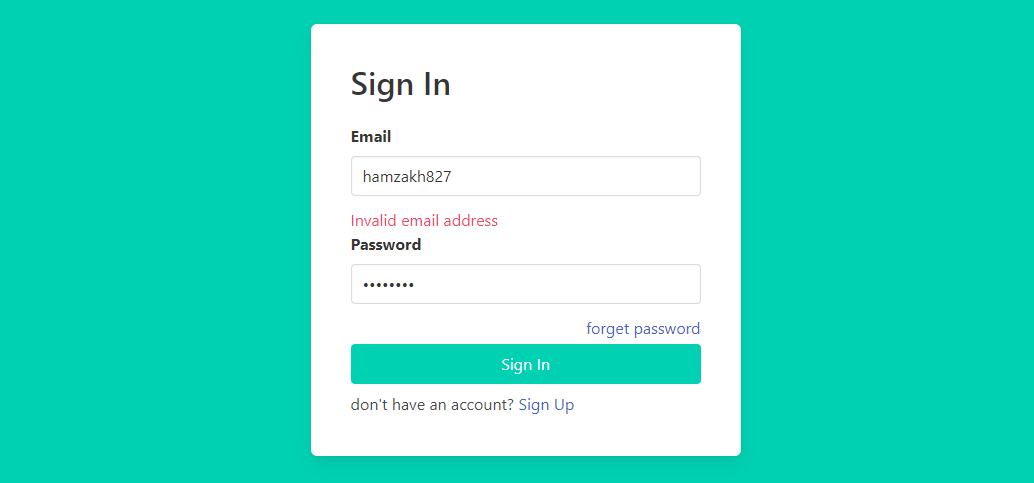 Sign In
Email
hamzakh827
Invalid email address
Password
••••••••
forget password
Sign In
don't have an account? Sign Up